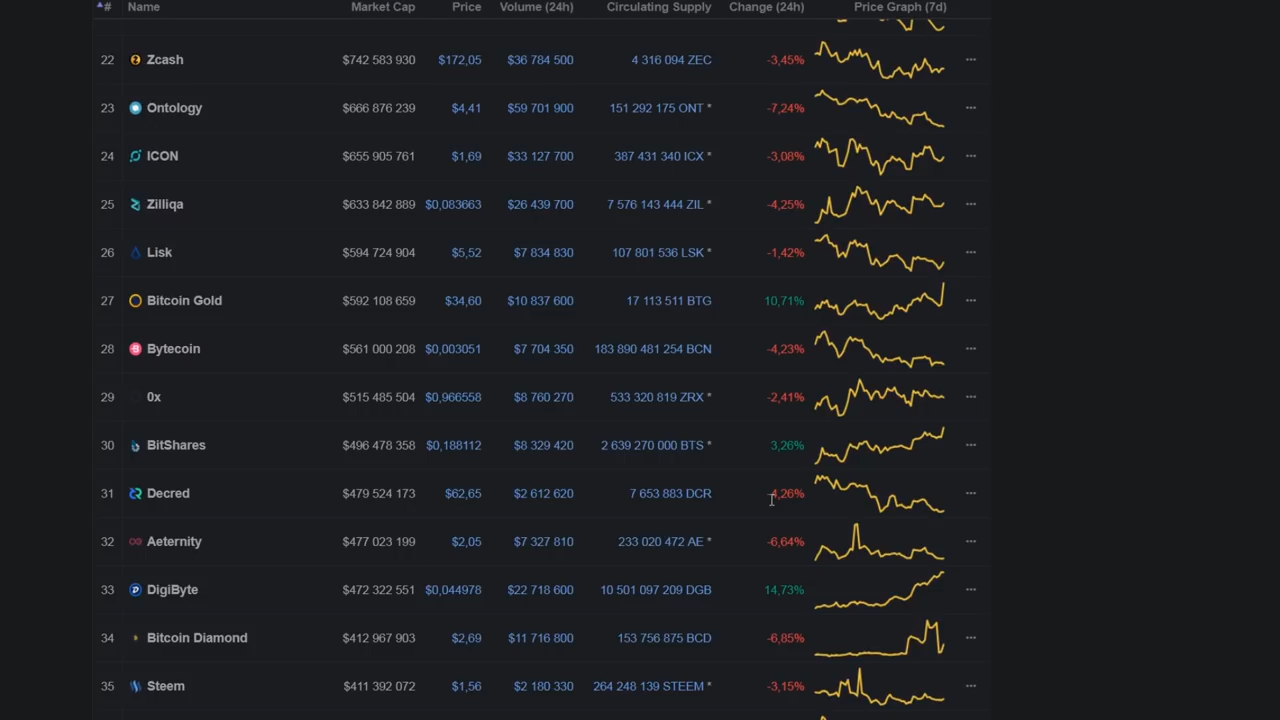 # Name Market Cap Price Volume (24h) Circulating Supply Change (24h) Price Graph (7d)
22 Zcash $742 583 930 $172,05 $36 784 500 4 316 094 ZEC -3,45%
23 Ontology $666 876 239 $4,41 $59 701 900 151 292 175 ONT * -7,24%
24 ICON $655 905 761 $1,69 $33 127 700 387 431 340 ICX * -3,08%
25 Zilliqa $633 842 889 $0,083663 $26 439 700 7 576 143 444 ZIL * -4,25%
26 Lisk $594 724 904 $5,52 $7 834 830 107 801 536 LSK * -1,42%
27 Bitcoin Gold $592 108 659 $34,60 $10 837 600 17 113 511 BTG 10,71%
28 Bytecoin $561 000 208 $0,003051 $7 704 350 183 890 481 254 BCN -4,23%
29 0x $515 485 504 $0,966558 $8 760 270 533 320 819 ZRX * -2,41%
30 BitShares $496 478 358 $0,188112 $8 329 420 2 639 270 000 BTS * 3,26%
31 Decred $479 524 173 $62,65 $2 612 620 7 653 883 DCR -4,26%
32 Aeternity $477 023 199 $2,05 $7 327 810 233 020 472 AE * -6,64%
33 DigiByte $472 322 551 $0,044978 $22 718 600 10 501 097 209 DGB 14,73%
34 Bitcoin Diamond $412 967 903 $2,69 $11 716 800 153 756 875 BCD -6,85%
35 Steem $411 392 072 $1,56 $2 180 330 264 248 139 STEEM * -3,15%